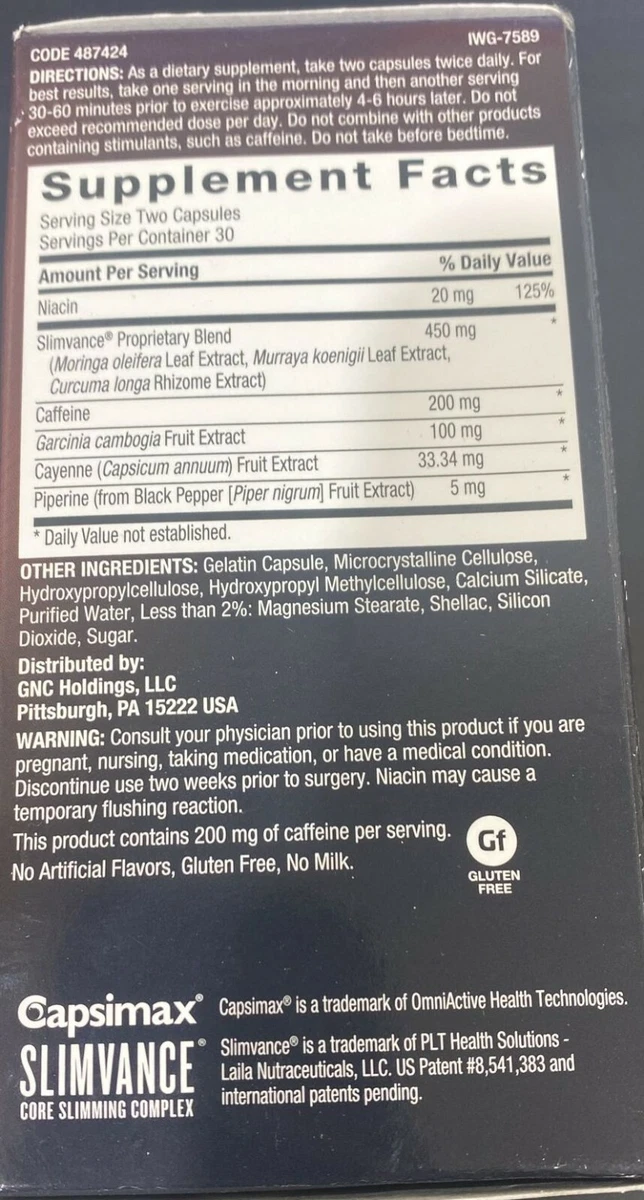 CODE 487424
IWG-7589
DIRECTIONS: As a dietary supplement, take two capsules twice daily. For
best results, take one serving in the morning and then another serving
30-60 minutes prior to exercise approximately 4-6 hours later. Do not
exceed recommended dose per day. Do not combine with other products
containing stimulants, such as caffeine. Do not take before bedtime.
Supplement Facts
Serving Size Two Capsules
Servings Per Container 30
Amount Per Serving % Daily Value
Niacin 20 mg 125%
Slimvance® Proprietary Blend 450 mg *
(Moringa oleifera Leaf Extract, Murraya koenigii Leaf Extract,
Curcuma longa Rhizome Extract)
Caffeine 200 mg *
Garcinia cambogia Fruit Extract 100 mg *
Cayenne (Capsicum annuum) Fruit Extract 33.34 mg *
Piperine (from Black Pepper [Piper nigrum] Fruit Extract) 5 mg *
* Daily Value not established.
OTHER INGREDIENTS: Gelatin Capsule, Microcrystalline Cellulose,
Hydroxypropylcellulose, Hydroxypropyl Methylcellulose, Calcium Silicate,
Purified Water, Less than 2%: Magnesium Stearate, Shellac, Silicon
Dioxide, Sugar.
Distributed by:
GNC Holdings, LLC
Pittsburgh, PA 15222 USA
WARNING: Consult your physician prior to using this product if you are
pregnant, nursing, taking medication, or have a medical condition.
Discontinue use two weeks prior to surgery. Niacin may cause a
temporary flushing reaction.
This product contains 200 mg of caffeine per serving.
No Artificial Flavors, Gluten Free, No Milk.
Gf
GLUTEN
FREE
Capsimax® Capsimax® is a trademark of OmniActive Health Technologies.
SLIMVANCE®
CORE SLIMMING COMPLEX
Slimvance® is a trademark of PLT Health Solutions -
Laila Nutraceuticals, LLC. US Patent #8,541,383 and
international patents pending.